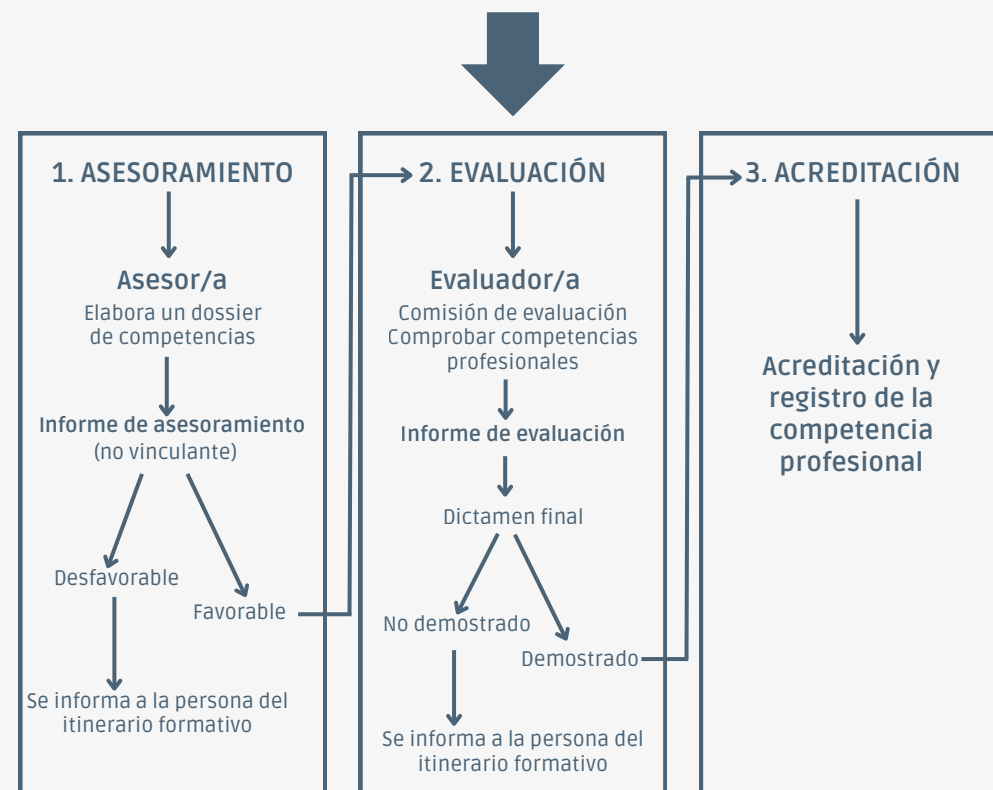 1. ASESORAMIENTO
Asesor/a
Elabora un dossier
de competencias
Informe de asesoramiento
(no vinculante)
Desfavorable
Favorable
Se informa a la persona del
itinerario formativo
2. EVALUACIÓN
Evaluador/a
Comisión de evaluación
Comprobar competencias
profesionales
Informe de evaluación
Dictamen final
No demostrado
Demostrado
Se informa a la persona del
itinerario formativo
3. ACREDITACIÓN
Acreditación y
registro de la
competencia
profesional